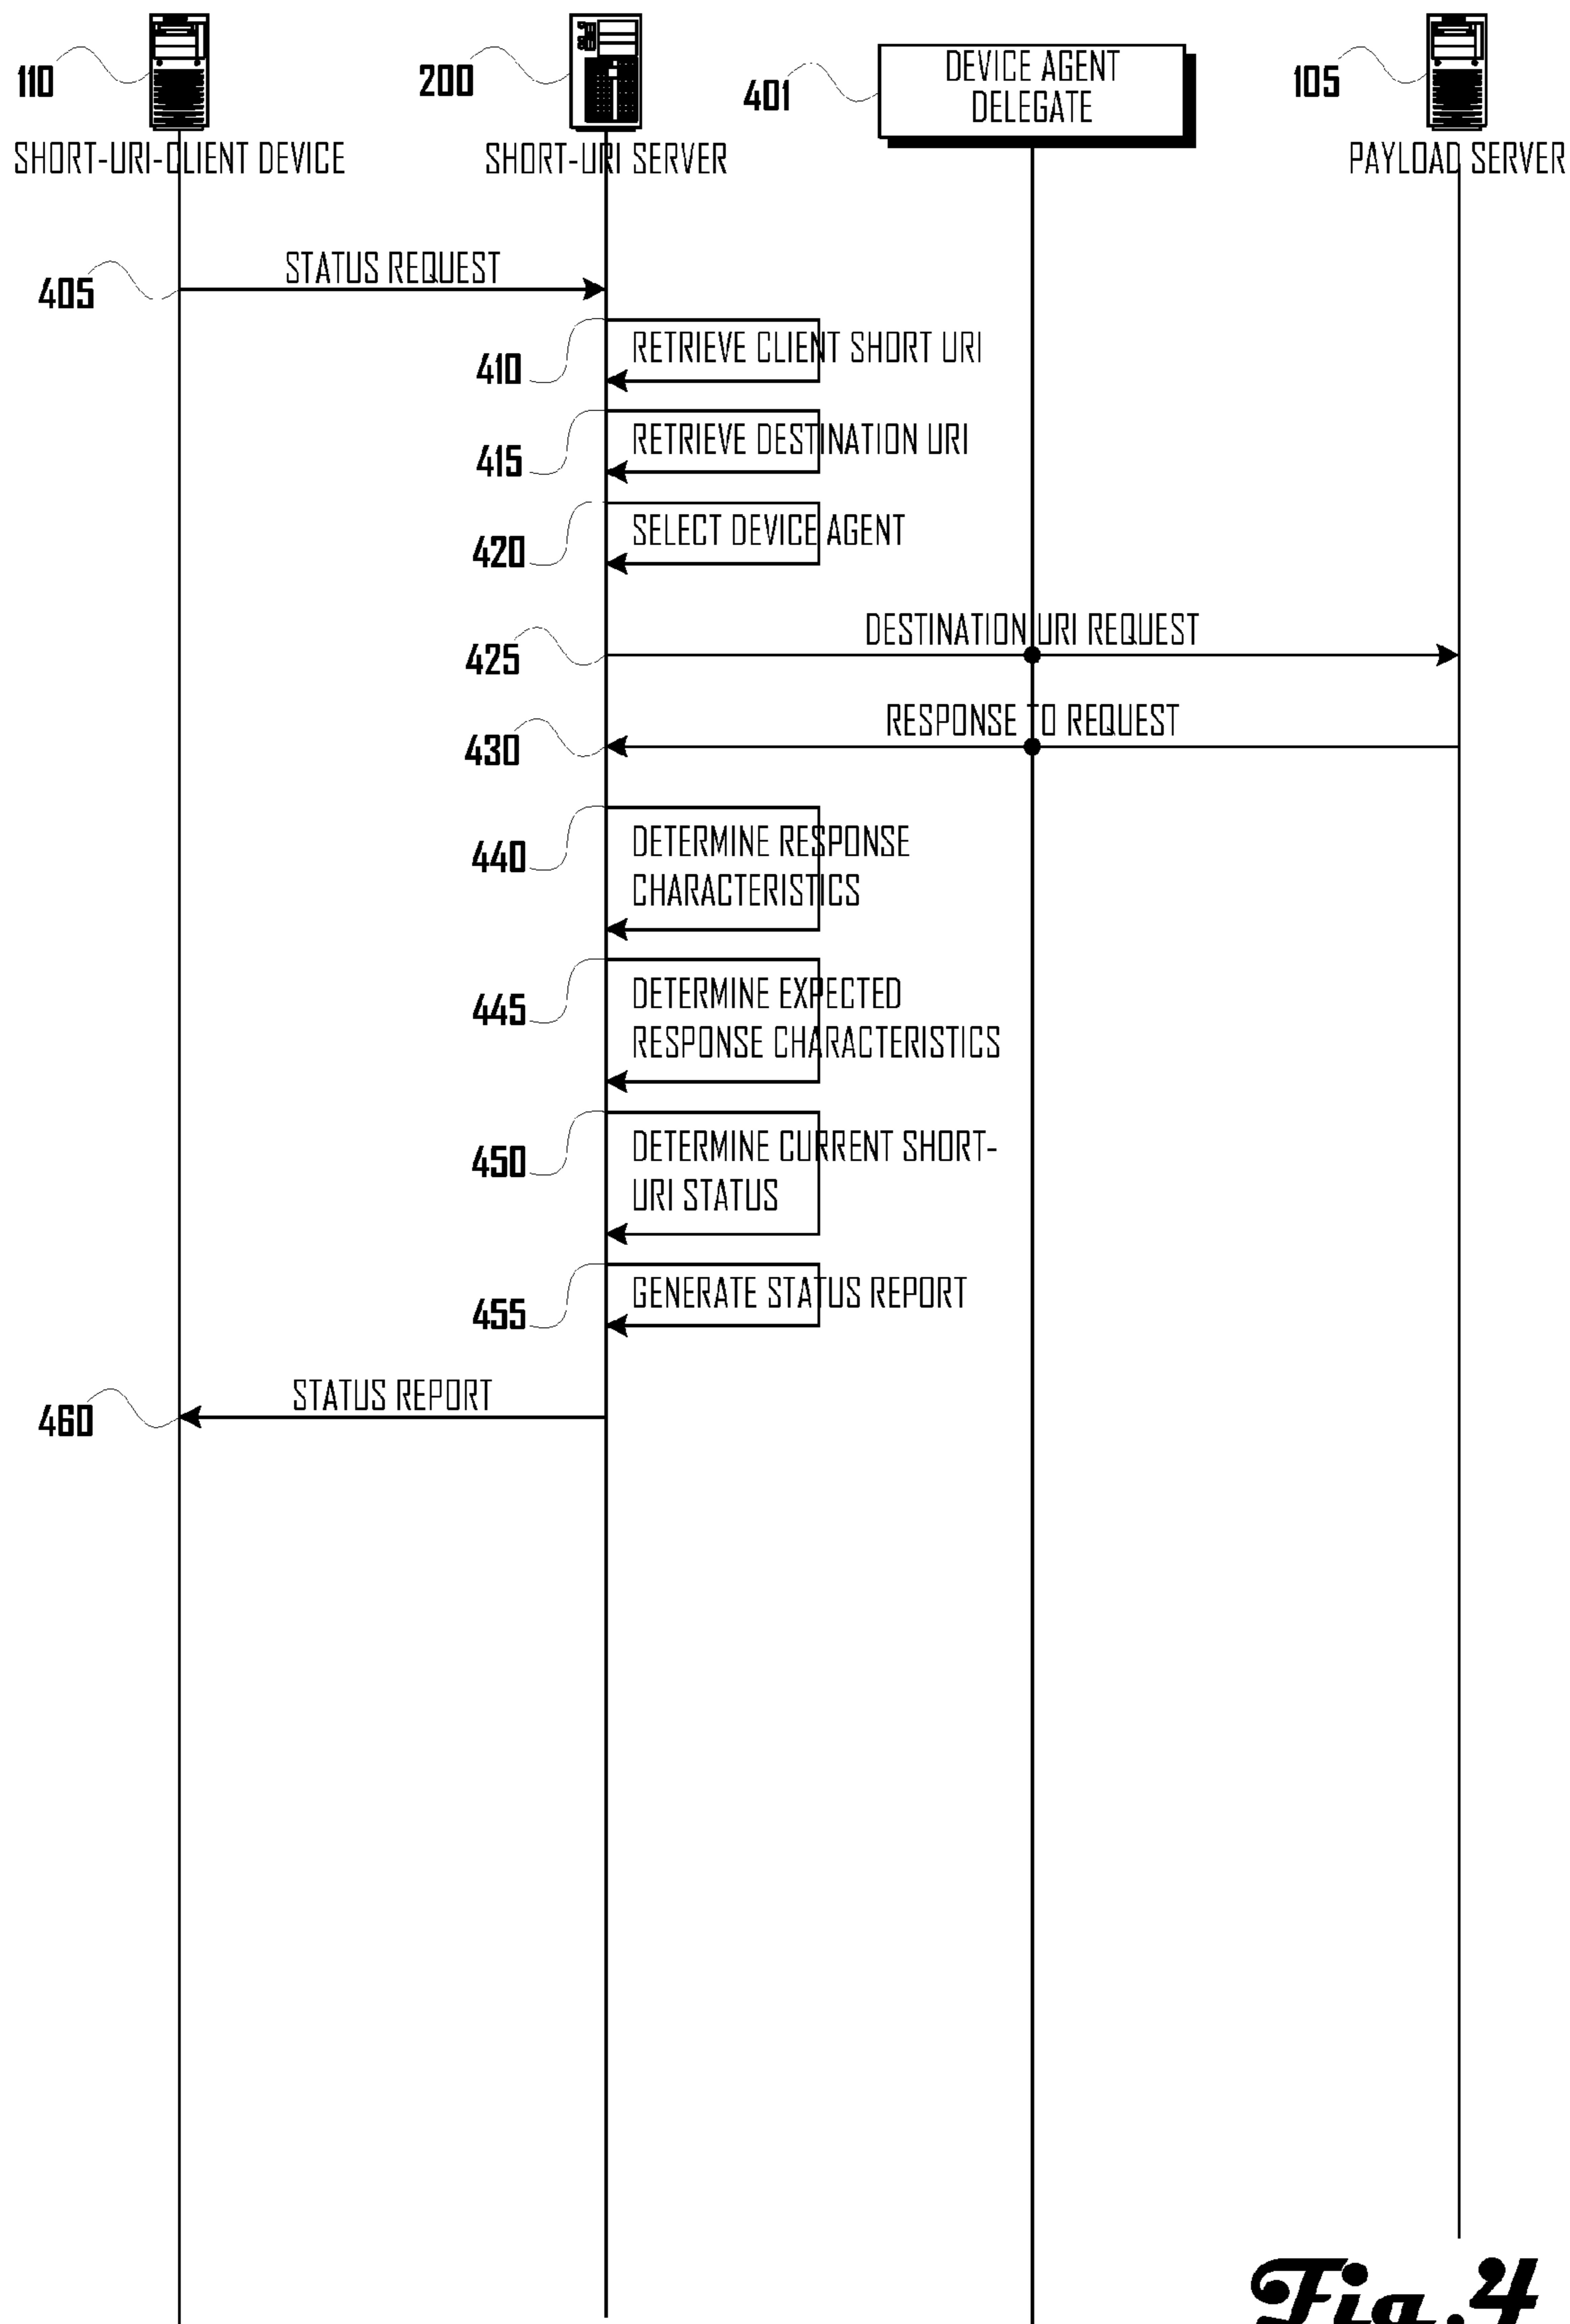 110
200
401
DEVICE AGENT
DELEGATE
105
SHORT-URI-CLIENT DEVICE
SHORT-URI SERVER
PAYLOAD SERVER
405
STATUS REQUEST
410
RETRIEVE CLIENT SHORT URI
415
RETRIEVE DESTINATION URI
420
SELECT DEVICE AGENT
425
DESTINATION URI REQUEST
430
RESPONSE TO REQUEST
440
DETERMINE RESPONSE
CHARACTERISTICS
445
DETERMINE EXPECTED
RESPONSE CHARACTERISTICS
450
DETERMINE CURRENT SHORT-
URI STATUS
455
GENERATE STATUS REPORT
460
STATUS REPORT
Fig.4